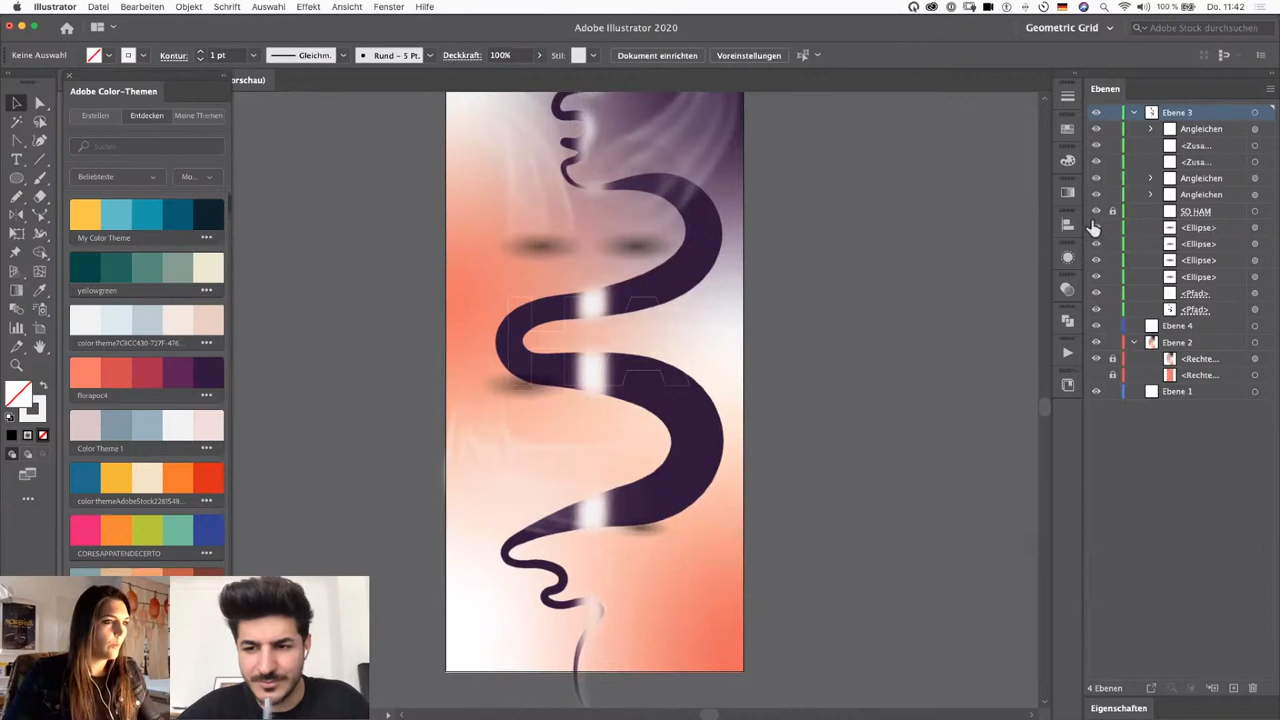 Illustrator Datei Bearbeiten Objekt Schrift Auswahl Effekt Ansicht Fenster Hilfe 100 % Do. 11:42
Adobe Illustrator 2020 Geometric Grid Adobe Stock durchsuchen
Keine Auswahl Kontur: 1 pt Gleichm. Rund – 5 Pt. Deckkraft: 100% Stil: Dokument einrichten Voreinstellungen
orschau)
Adobe Color-Themen
Erstellen Entdecken Meine Themen
Suchen
Beliebteste Mo...
My Color Theme
yellowgreen
color theme7C8CC430-727F-476...
florapoc4
Color Theme 1
color themeAdobeStock2281548...
CORESAPPATENDECERTO
Ebenen
Ebene 3
Angleichen
<Zusa...
<Zusa...
Angleichen
Angleichen
SO HAM
<Ellipse>
<Ellipse>
<Ellipse>
<Ellipse>
<Pfad>
<Pfad>
Ebene 4
Ebene 2
<Rechte...
<Rechte...
Ebene 1
4 Ebenen
Eigenschaften